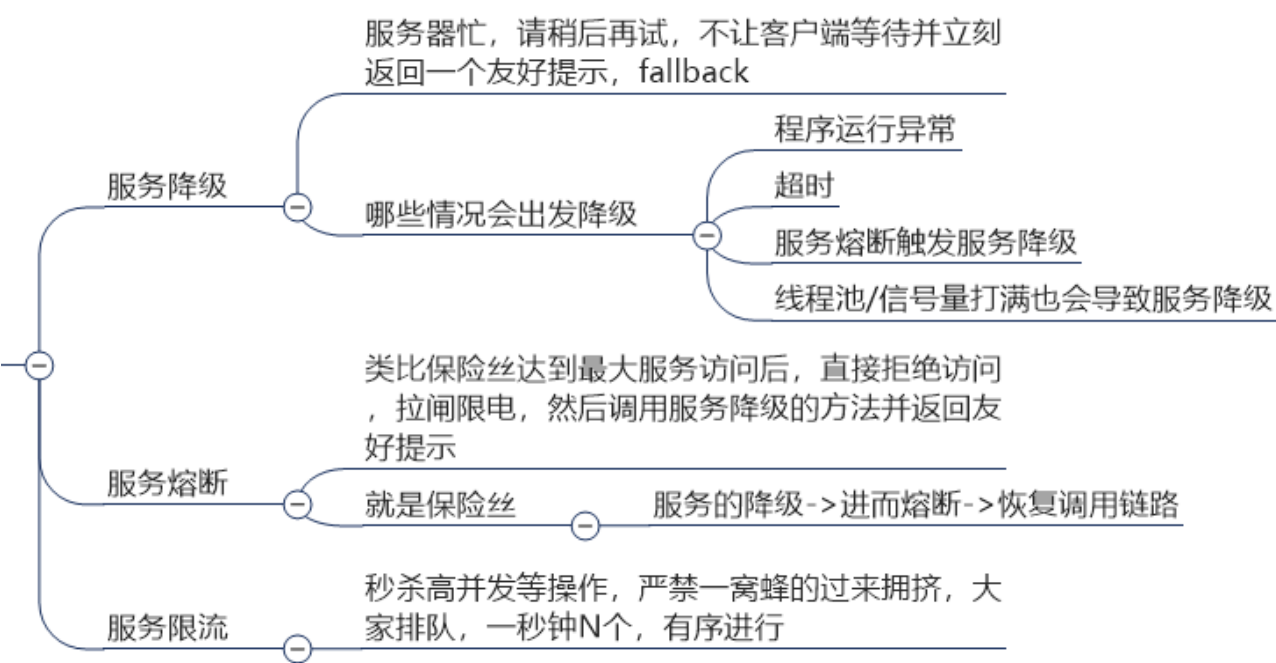 服务器忙，请稍后再试，不让客户端等待并立刻
返回一个友好提示，fallback
程序运行异常
服务降级
超时
哪些情况会出发降级
服务熔断触发服务降级
线程池/信号量打满也会导致服务降级
类比保险丝达到最大服务访问后，直接拒绝访问
，拉闸限电，然后调用服务降级的方法并返回友
好提示
服务熔断
就是保险丝
服务的降级->进而熔断->恢复调用链路
秒杀高并发等操作，严禁一窝蜂的过来拥挤，大
家排队，一秒钟N个，有序进行
服务限流